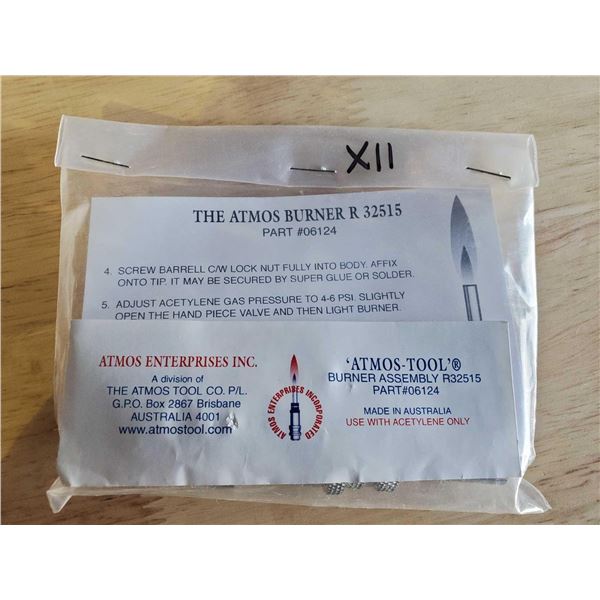 XII
THE ATMOS BURNER R 32515
PART #06124
4. SCREW BARRELL C/W LOCK NUT FULLY INTO BODY. AFFIX
ONTO TIP. IT MAY BE SECURED BY SUPER GLUE OR SOLDER.
5. ADJUST ACETYLENE GAS PRESSURE TO 4-6 PSI. SLIGHTLY
OPEN THE HAND PIECE VALVE AND THEN LIGHT BURNER.
ATMOS ENTERPRISES INC.
A division of
THE ATMOS TOOL CO. P/L.
G.P.O. Box 2867 Brisbane
AUSTRALIA 4001
www.atmostool.com
ATMOS ENTERPRISES INCORPORATED
'ATMOS-TOOL'®
BURNER ASSEMBLY R32515
PART#06124
MADE IN AUSTRALIA
USE WITH ACETYLENE ONLY